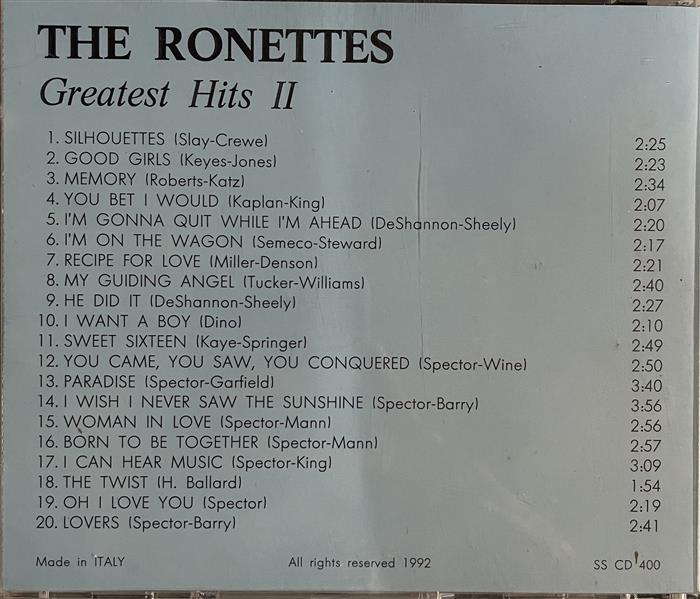 THE RONETTES
Greatest Hits II
1. SILHOUETTES (Slay-Crewe) 2:25
2. GOOD GIRLS (Keyes-Jones) 2:23
3. MEMORY (Roberts-Katz) 2:34
4. YOU BET I WOULD (Kaplan-King) 2:07
5. I'M GONNA QUIT WHILE I'M AHEAD (DeShannon-Sheely) 2:20
6. I'M ON THE WAGON (Semeco-Steward) 2:17
7. RECIPE FOR LOVE (Miller-Denson) 2:21
8. MY GUIDING ANGEL (Tucker-Williams) 2:40
9. HE DID IT (DeShannon-Sheely) 2:27
10. I WANT A BOY (Dino) 2:10
11. SWEET SIXTEEN (Kaye-Springer) 2:49
12. YOU CAME, YOU SAW, YOU CONQUERED (Spector-Wine) 2:50
13. PARADISE (Spector-Garfield) 3:40
14. I WISH I NEVER SAW THE SUNSHINE (Spector-Barry) 3:56
15. WOMAN IN LOVE (Spector-Mann) 2:56
16. BORN TO BE TOGETHER (Spector-Mann) 2:57
17. I CAN HEAR MUSIC (Spector-King) 3:09
18. THE TWIST (H. Ballard) 1:54
19. OH I LOVE YOU (Spector) 2:19
20. LOVERS (Spector-Barry) 2:41
Made in ITALY All rights reserved 1992 SS CD 400